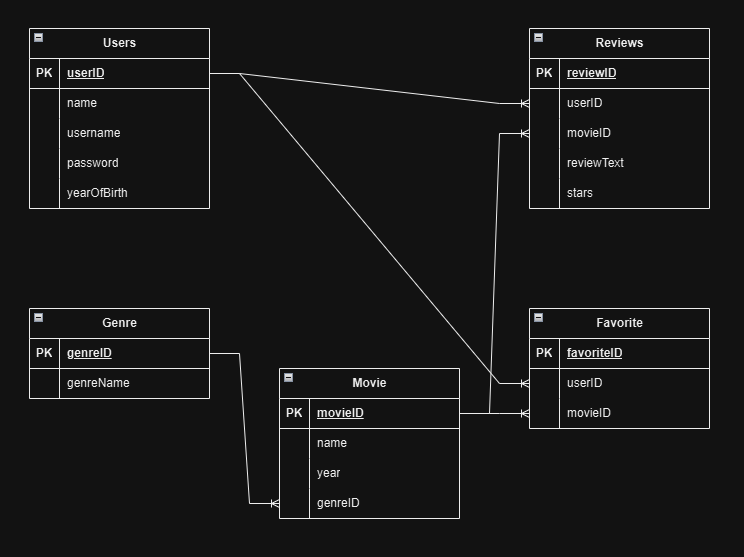 Users
PK userID
name
username
password
yearOfBirth
Reviews
PK reviewID
userID
movieID
reviewText
stars
Genre
PK genreID
genreName
Movie
PK movieID
name
year
genreID
Favorite
PK favoriteID
userID
movieID